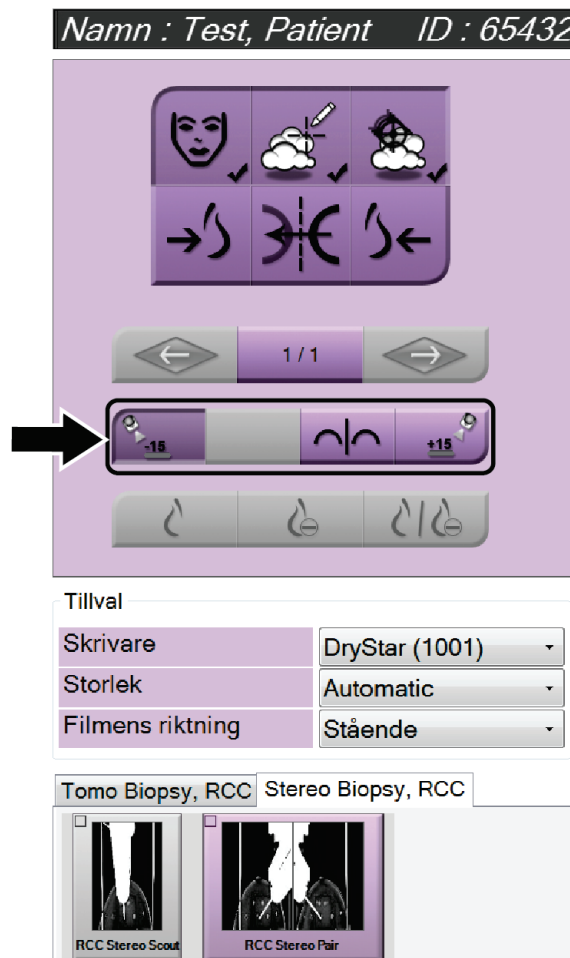 Namn : Test, Patient ID : 65432
1 / 1
-15 +15
Tillval
Skrivare DryStar (1001)
Storlek Automatic
Filmens riktning Stående
Tomo Biopsy, RCC Stereo Biopsy, RCC
RCC Stereo Scout RCC Stereo Pair